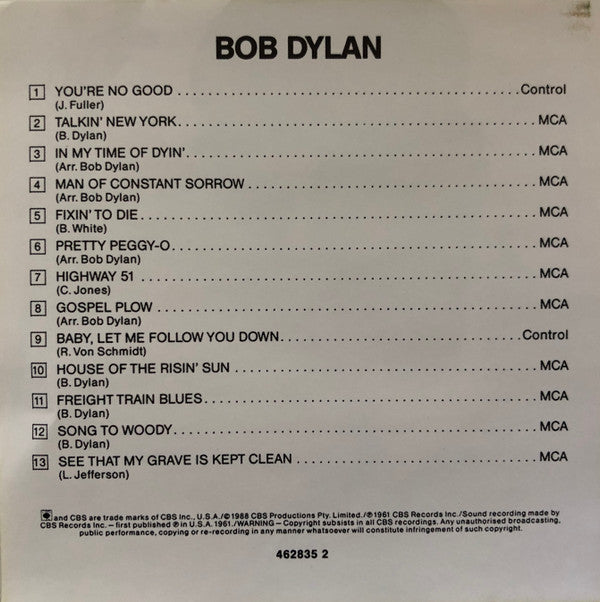 BOB DYLAN
1 YOU'RE NO GOOD ........................................ Control
(J. Fuller)
2 TALKIN' NEW YORK ........................................ MCA
(B. Dylan)
3 IN MY TIME OF DYIN' ........................................ MCA
(Arr. Bob Dylan)
4 MAN OF CONSTANT SORROW ........................................ MCA
(Arr. Bob Dylan)
5 FIXIN' TO DIE ........................................ MCA
(B. White)
6 PRETTY PEGGY-O ........................................ MCA
(Arr. Bob Dylan)
7 HIGHWAY 51 ........................................ MCA
(C. Jones)
8 GOSPEL PLOW ........................................ MCA
(Arr. Bob Dylan)
9 BABY, LET ME FOLLOW YOU DOWN ........................................ Control
(R. Von Schmidt)
10 HOUSE OF THE RISIN' SUN ........................................ MCA
(B. Dylan)
11 FREIGHT TRAIN BLUES ........................................ MCA
(B. Dylan)
12 SONG TO WOODY ........................................ MCA
(B. Dylan)
13 SEE THAT MY GRAVE IS KEPT CLEAN ........................................ MCA
(L. Jefferson)
and CBS are trade marks of CBS Inc., U.S.A./© 1988 CBS Productions Pty. Limited./℗ 1961 CBS Records Inc./Sound recording made by
CBS Records Inc. – first published ℗ in U.S.A. 1961./WARNING – Copyright subsists in all CBS recordings. Any unauthorised broadcasting,
public performance, copying or re-recording in any manner whatsoever will constitute infringement of such copyright.
462835 2